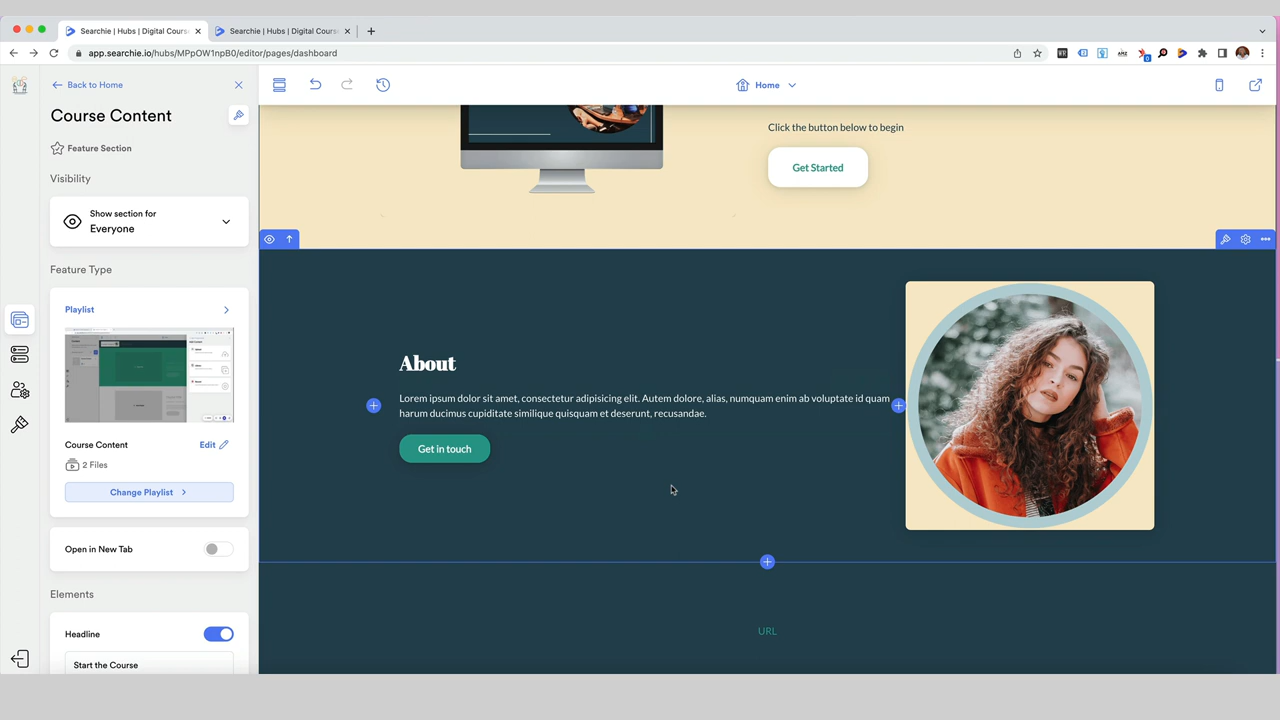 Searchie | Hubs | Digital Cours
Searchie | Hubs | Digital Cours
app.searchie.io/hubs/MPpOW1npB0/editor/pages/dashboard
Back to Home
Course Content
Feature Section
Visibility
Show section for
Everyone
Feature Type
Playlist
Course Content
Edit
2 Files
Change Playlist
Open in New Tab
Elements
Headline
Start the Course
Home
Click the button below to begin
Get Started
About
Lorem ipsum dolor sit amet, consectetur adipisicing elit. Autem dolore, alias, numquam enim ab voluptate id quam
harum ducimus cupiditate similique quisquam et deserunt, recusandae.
Get in touch
URL